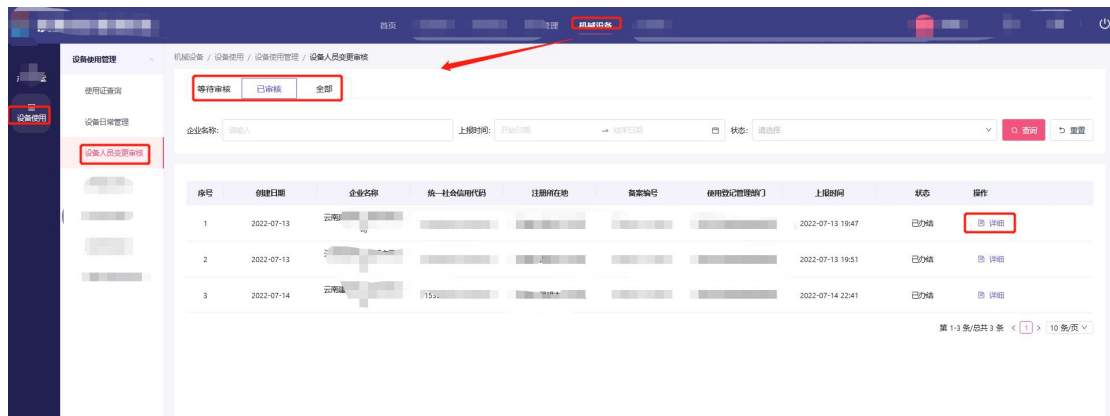 首页 管理 机械设备
设备使用管理
机械设备 / 设备使用 / 设备使用管理 / 设备人员变更审核
设备使用
使用证查询
设备日常管理
设备人员变更审核
等待审核 已审核 全部
企业名称: 请输入 上报时间: 开始日期 → 结束日期 状态: 请选择 查询 重置
序号 创建日期 企业名称 统一社会信用代码 注册所在地 备案编号 使用登记管理部门 上报时间 状态 操作
1 2022-07-13 云南 2022-07-13 19:47 已办结 详细
2 2022-07-13 2022-07-13 19:51 已办结 详细
3 2022-07-14 云南建 2022-07-14 22:41 已办结 详细
第 1-3 条/总共 3 条 < 1 > 10 条/页